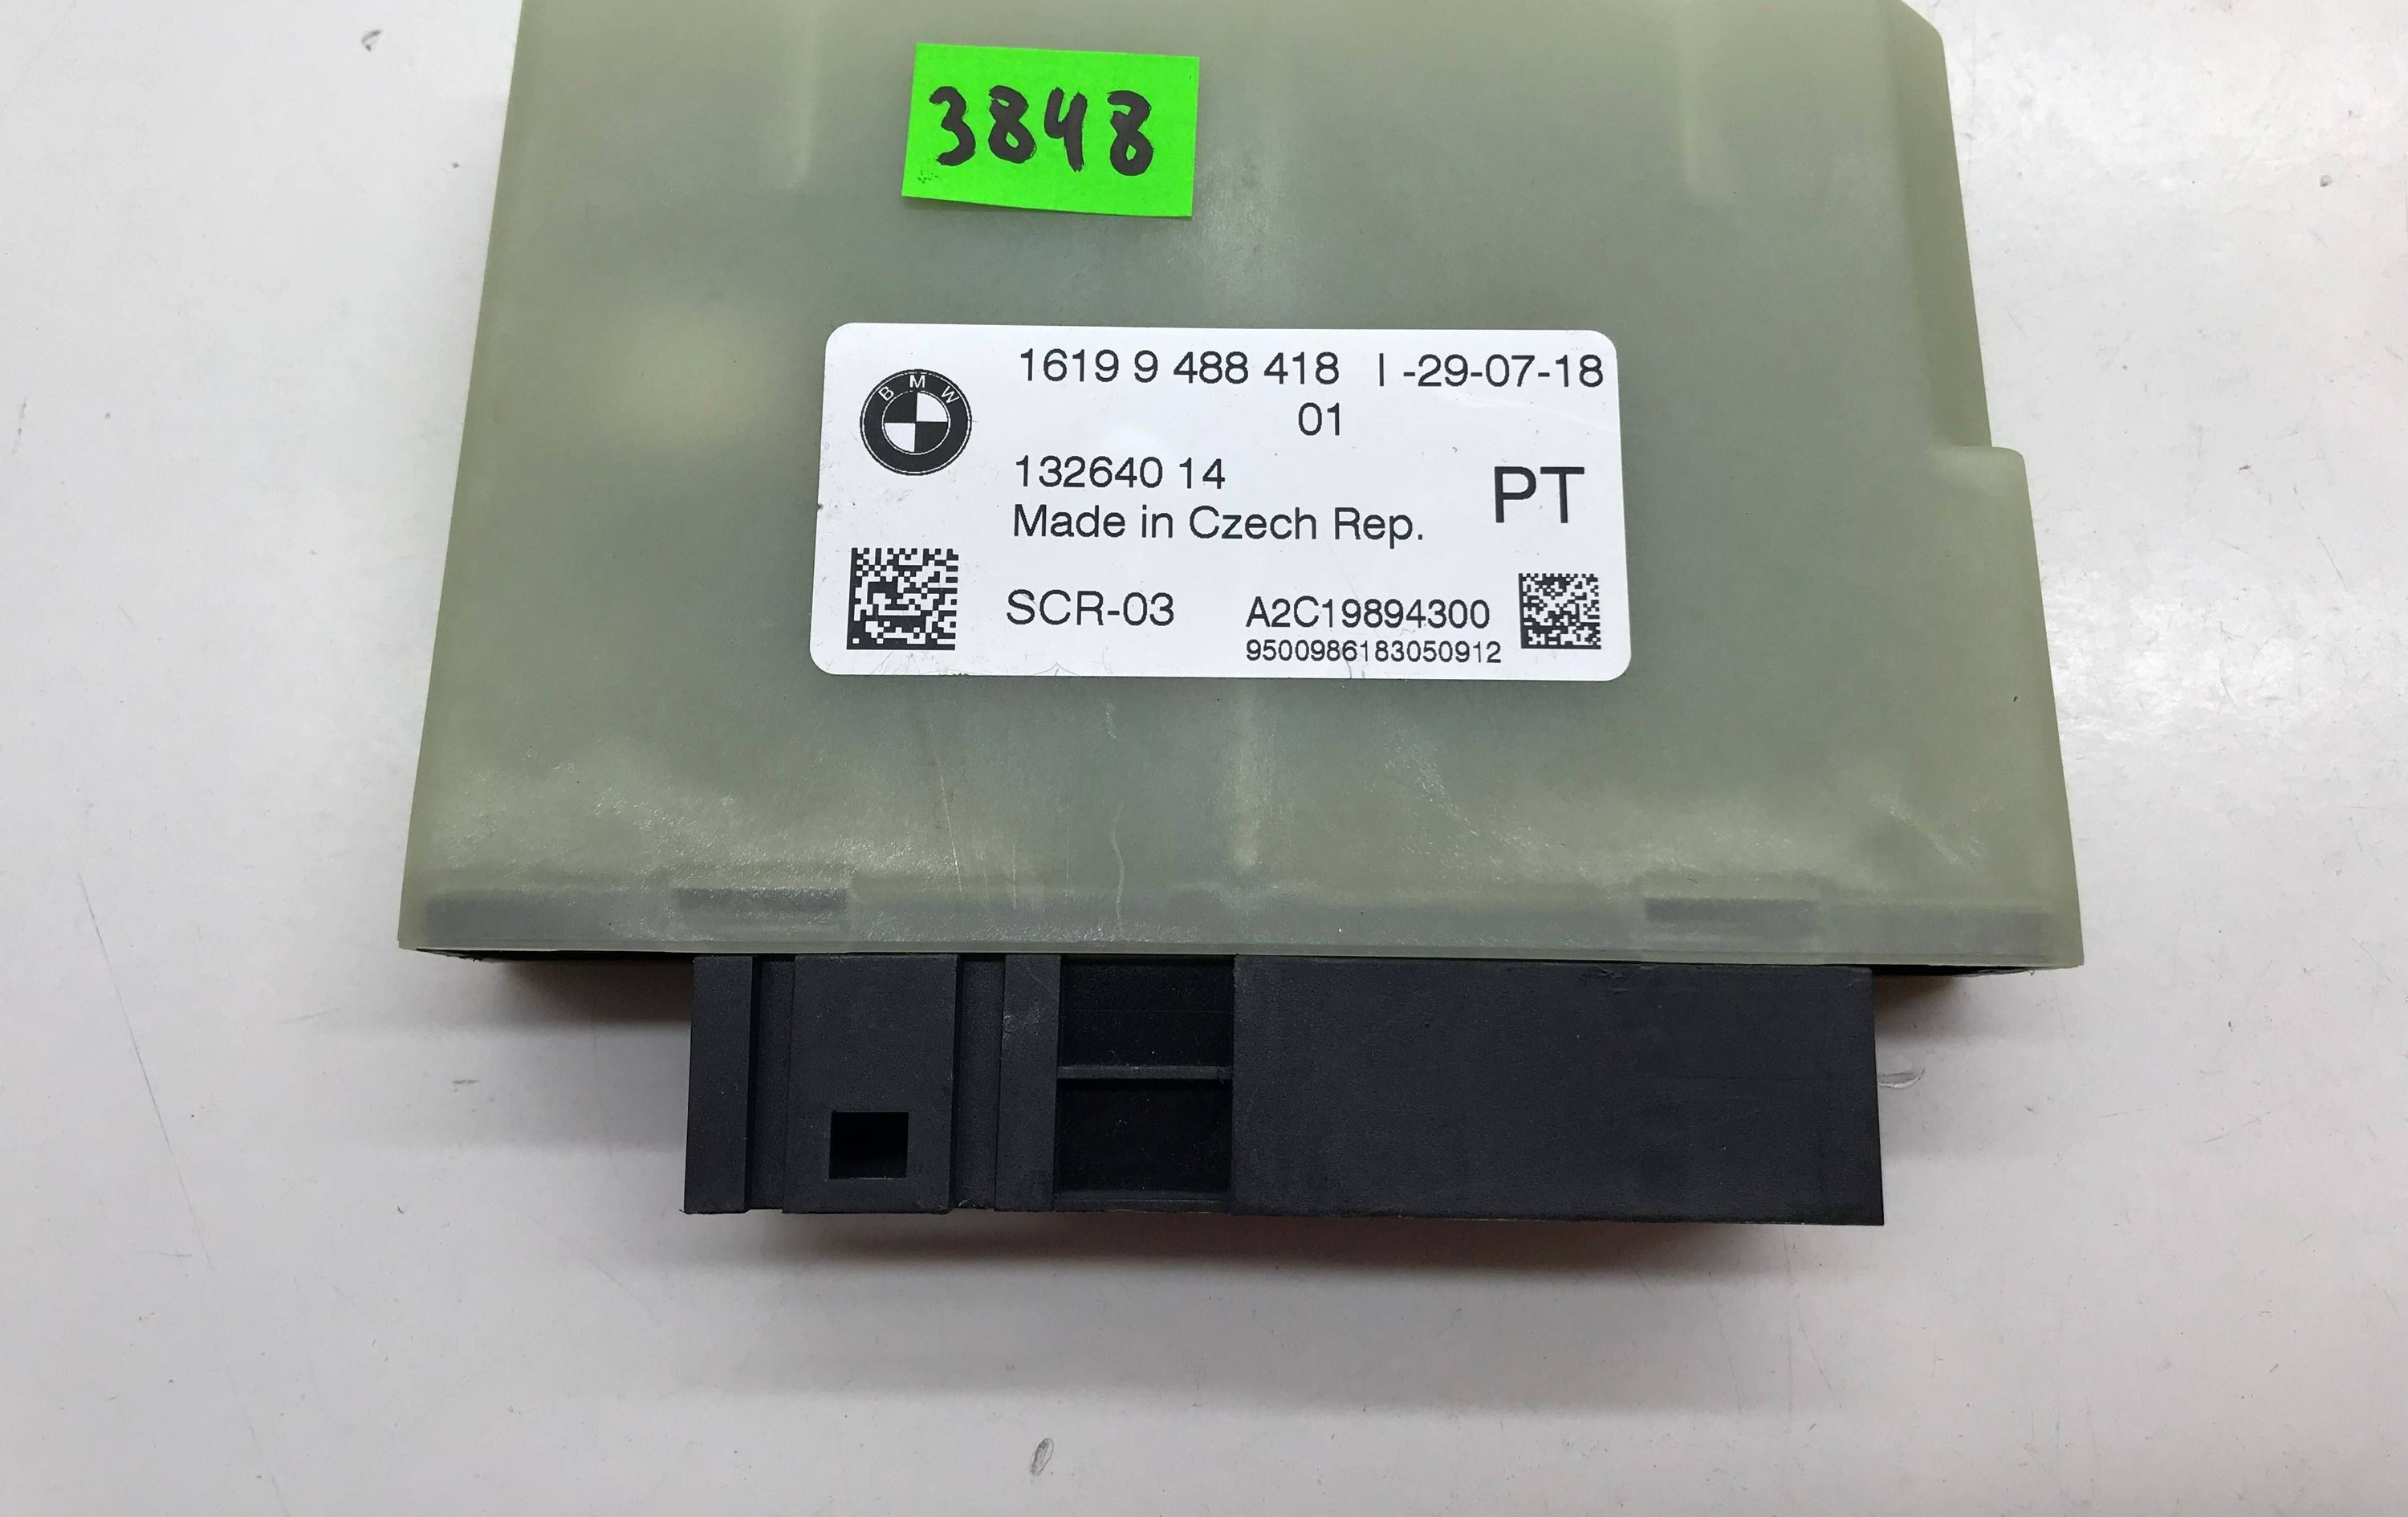 3848
BMW
1619 9 488 418 I -29-07-18
01
132640 14
PT
Made in Czech Rep.
SCR-03 A2C19894300
9500986183050912